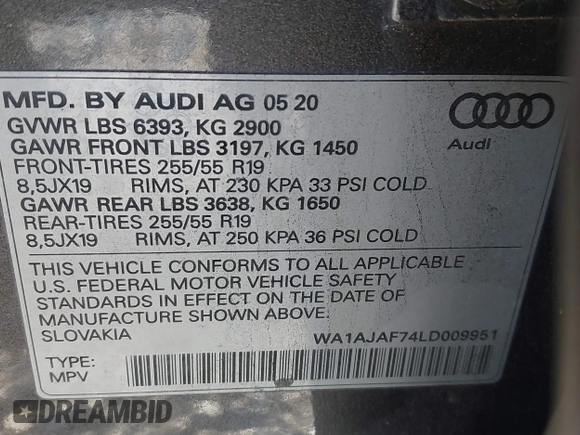 MFD. BY AUDI AG 05 20
GVWR LBS 6393, KG 2900
GAWR FRONT LBS 3197, KG 1450
FRONT-TIRES 255/55 R19
8,5JX19 RIMS, AT 230 KPA 33 PSI COLD
GAWR REAR LBS 3638, KG 1650
REAR-TIRES 255/55 R19
8,5JX19 RIMS, AT 250 KPA 36 PSI COLD
Audi
THIS VEHICLE CONFORMS TO ALL APPLICABLE
U.S. FEDERAL MOTOR VEHICLE SAFETY
STANDARDS IN EFFECT ON THE DATE OF
MANUFACTURE SHOWN ABOVE.
SLOVAKIA WA1AJAF74LD009951
TYPE:
MPV
DREAMBID